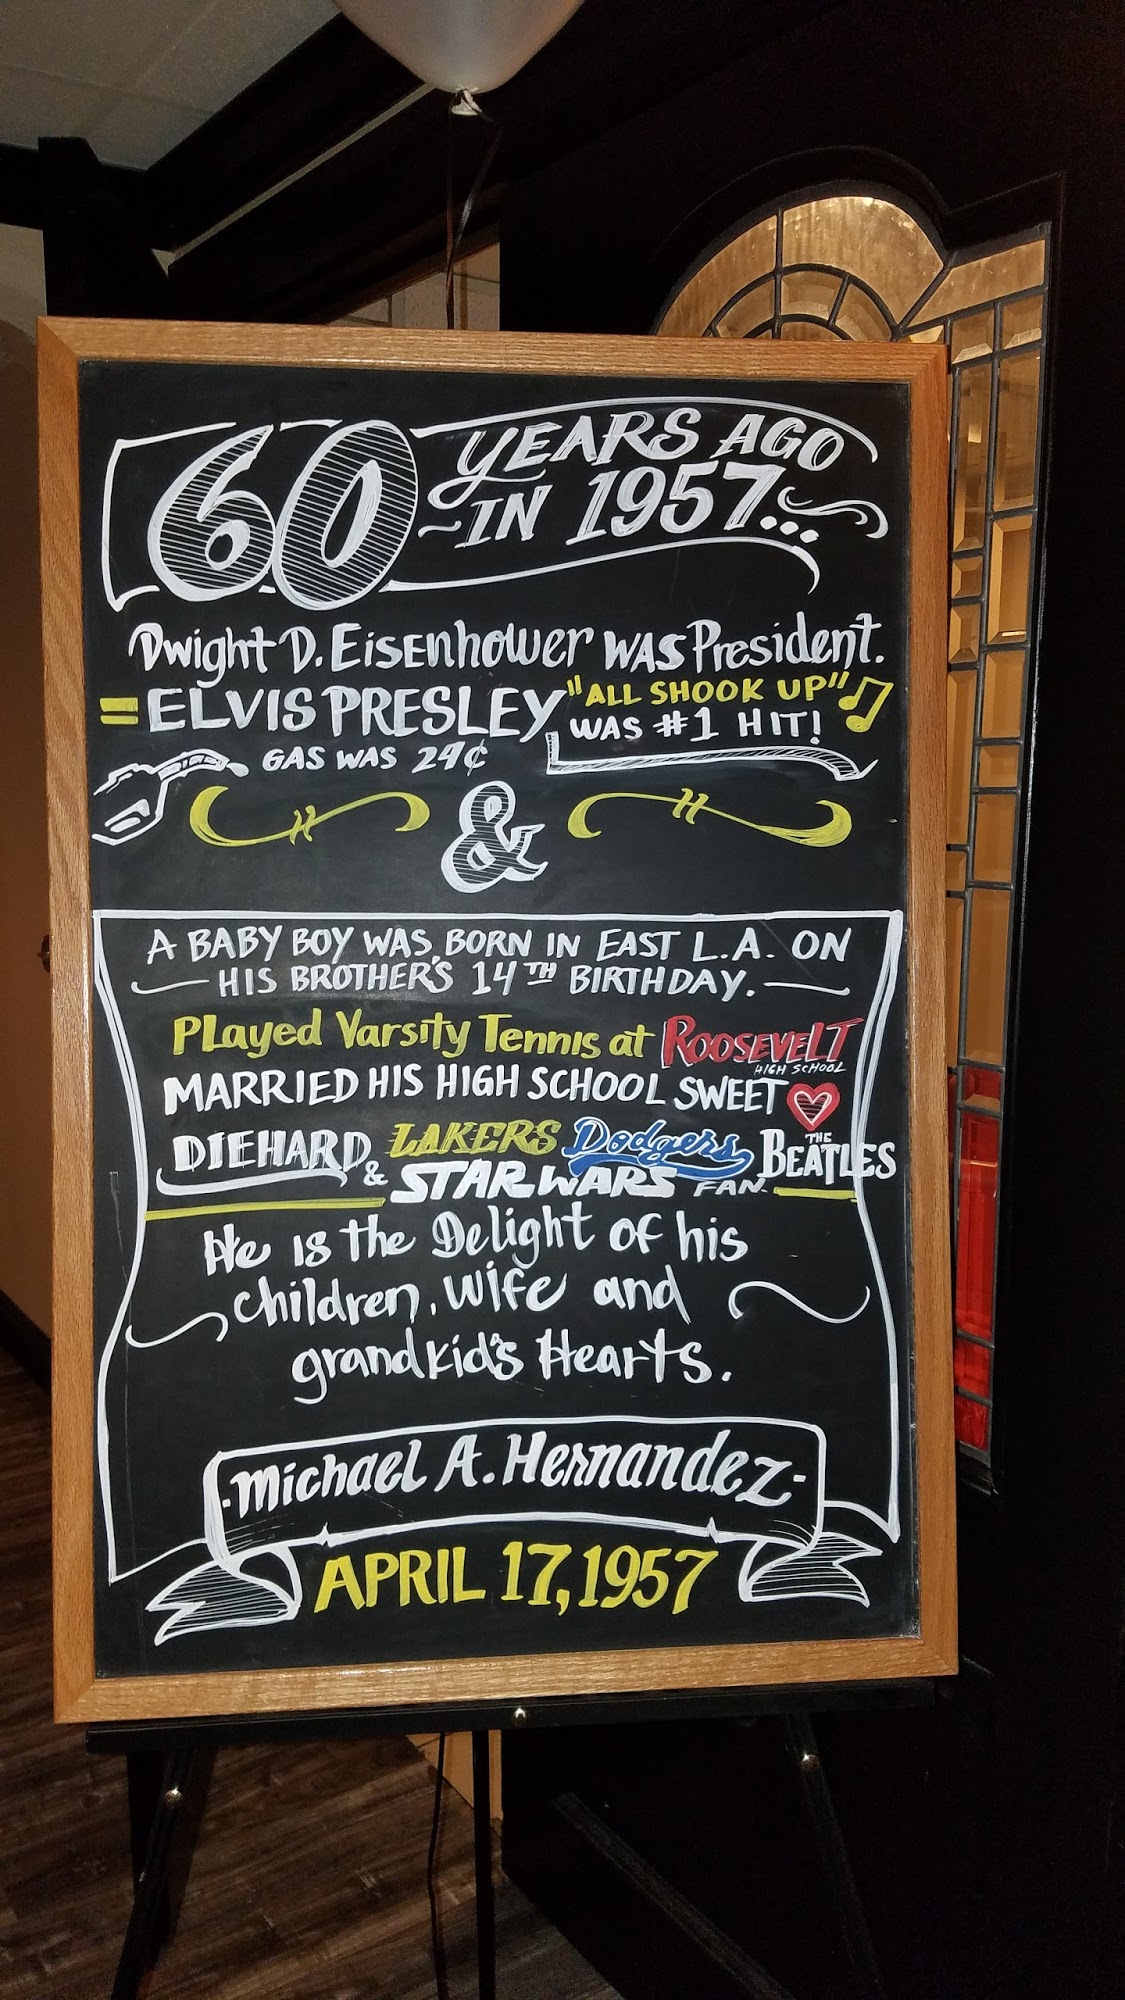 60 YEARS AGO
IN 1957...
Dwight D. Eisenhower was President.
= ELVIS PRESLEY "ALL SHOOK UP"
WAS #1 HIT!
GAS WAS 24¢
&
A BABY BOY WAS BORN IN EAST L.A. ON
HIS BROTHER'S 14TH BIRTHDAY.
Played Varsity Tennis at ROOSEVELT
HIGH SCHOOL
MARRIED HIS HIGH SCHOOL SWEET
DIEHARD LAKERS Dodgers THE BEATLES
& STAR WARS FAN.
He is the Delight of his
children, wife and
grandkid's Hearts.
-Michael A. Hernandez-
APRIL 17, 1957